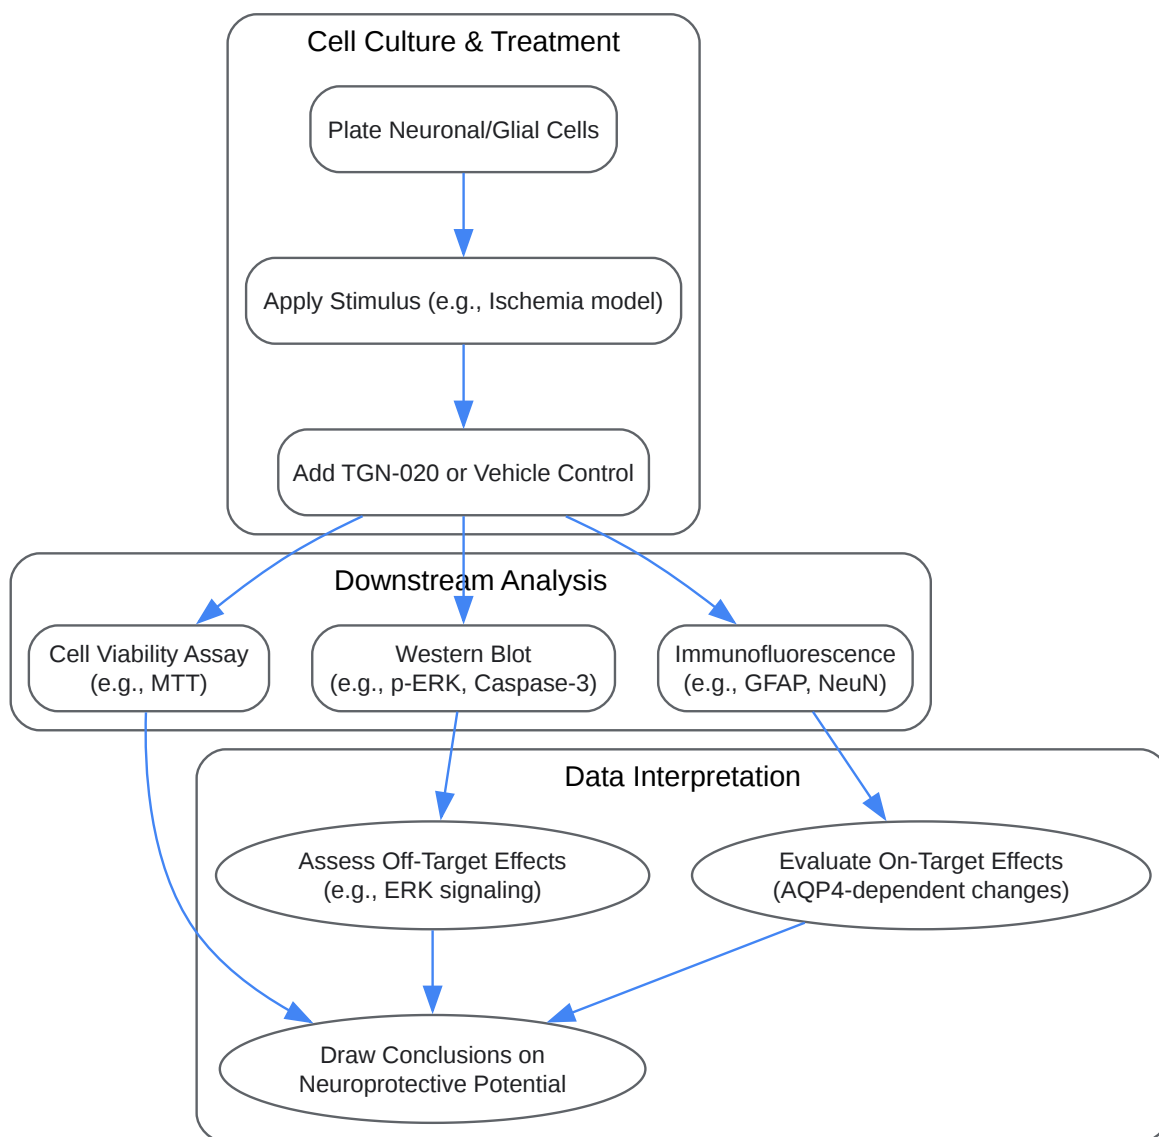 Cell Culture & Treatment
Plate Neuronal/Glial Cells
Apply Stimulus (e.g., Ischemia model)
Add TGN-020 or Vehicle Control
Downstream Analysis
Cell Viability Assay
(e.g., MTT)
Western Blot
(e.g., p-ERK, Caspase-3)
Immunofluorescence
(e.g., GFAP, NeuN)
Data Interpretation
Assess Off-Target Effects
(e.g., ERK signaling)
Evaluate On-Target Effects
(AQP4-dependent changes)
Draw Conclusions on
Neuroprotective Potential